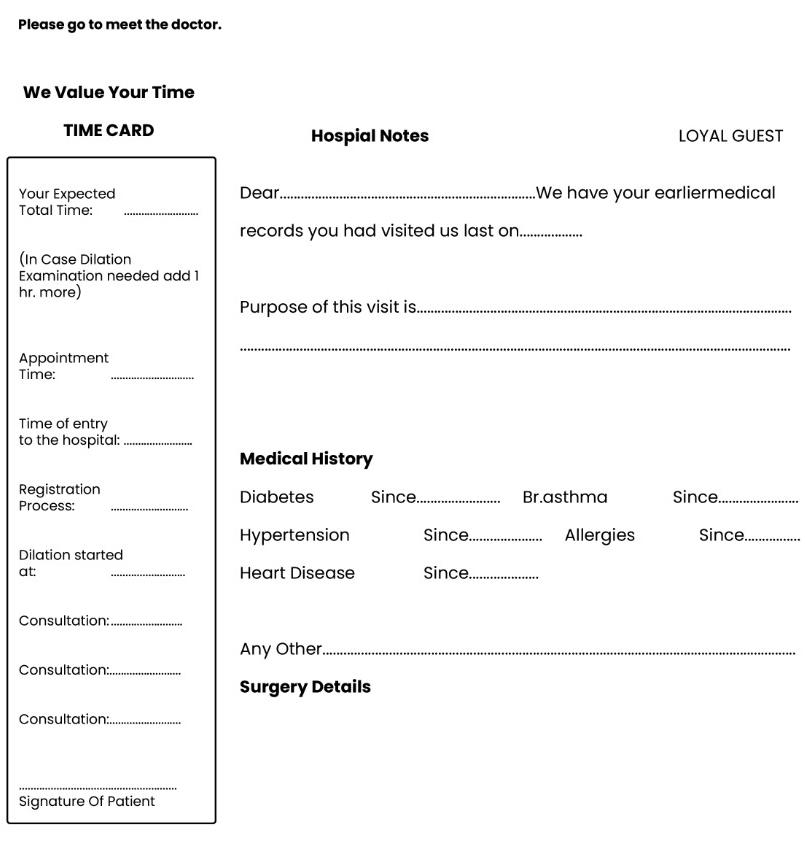 Please go to meet the doctor.
We Value Your Time
TIME CARD
Your Expected
Total Time: ..........................
(In Case Dilation
Examination needed add 1
hr. more)
Appointment
Time: .............................
Time of entry
to the hospital: ........................
Registration
Process: ...........................
Dilation started
at: ..........................
Consultation:.........................
Consultation:.........................
Consultation:.........................
.......................................................
Signature Of Patient
Hospial Notes LOYAL GUEST
Dear.........................................................................We have your earliermedical
records you had visited us last on..................
Purpose of this visit is...........................................................................................................
.............................................................................................................................................................
Medical History
Diabetes Since........................ Br.asthma Since.......................
Hypertension Since..................... Allergies Since................
Heart Disease Since....................
Any Other.......................................................................................................................................
Surgery Details